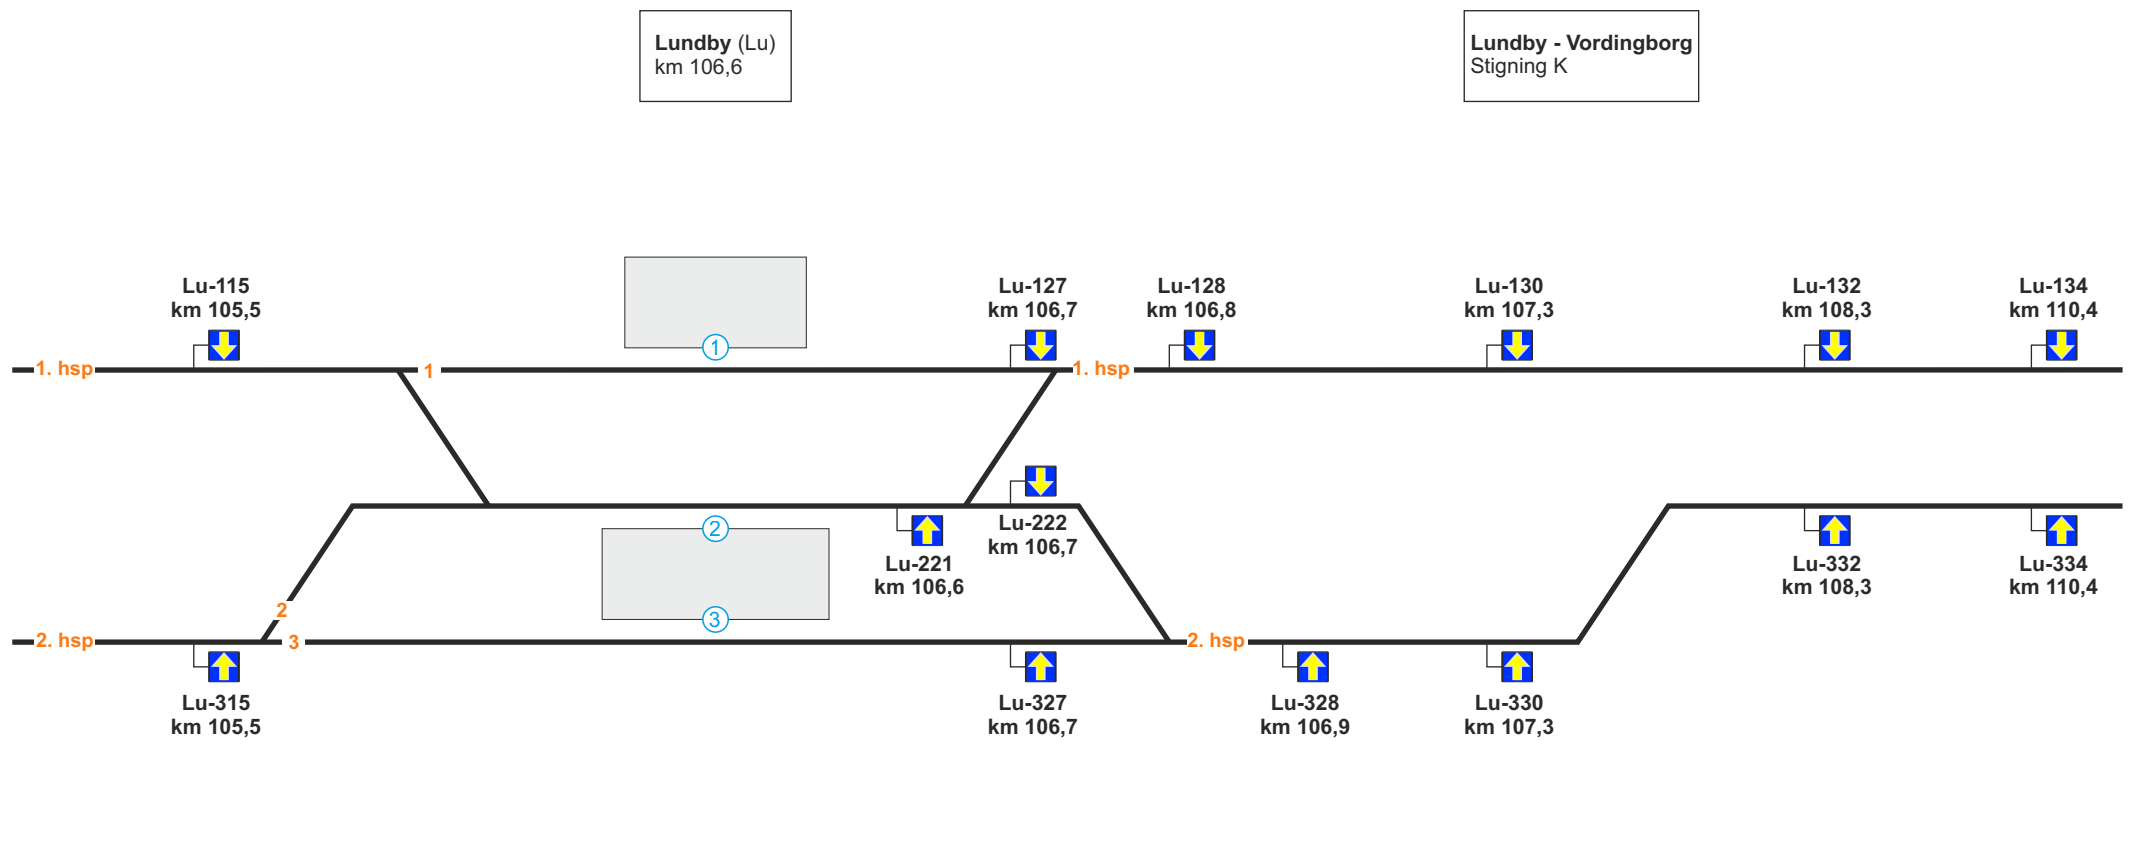 Lundby (Lu)
km 106,6
Lundby - Vordingborg
Stigning K
Lu-115
km 105,5
Lu-127
km 106,7
Lu-128
km 106,8
Lu-130
km 107,3
Lu-132
km 108,3
Lu-134
km 110,4
1
1. hsp
1
1. hsp
2
Lu-222
km 106,7
Lu-221
km 106,6
Lu-332
km 108,3
Lu-334
km 110,4
2
3
2. hsp
3
2. hsp
Lu-315
km 105,5
Lu-327
km 106,7
Lu-328
km 106,9
Lu-330
km 107,3